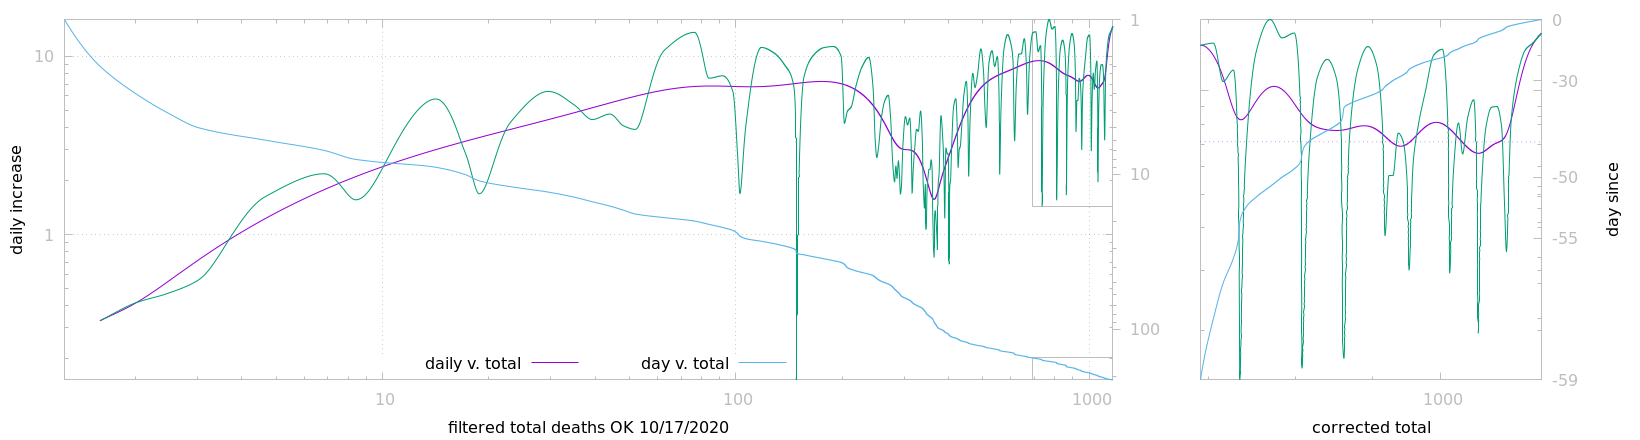 10
1
daily increase
daily v. total
day v. total
10
100
1000
1
10
100
filtered total deaths OK 10/17/2020
0
-30
-50
-55
-59
day since
1000
corrected total